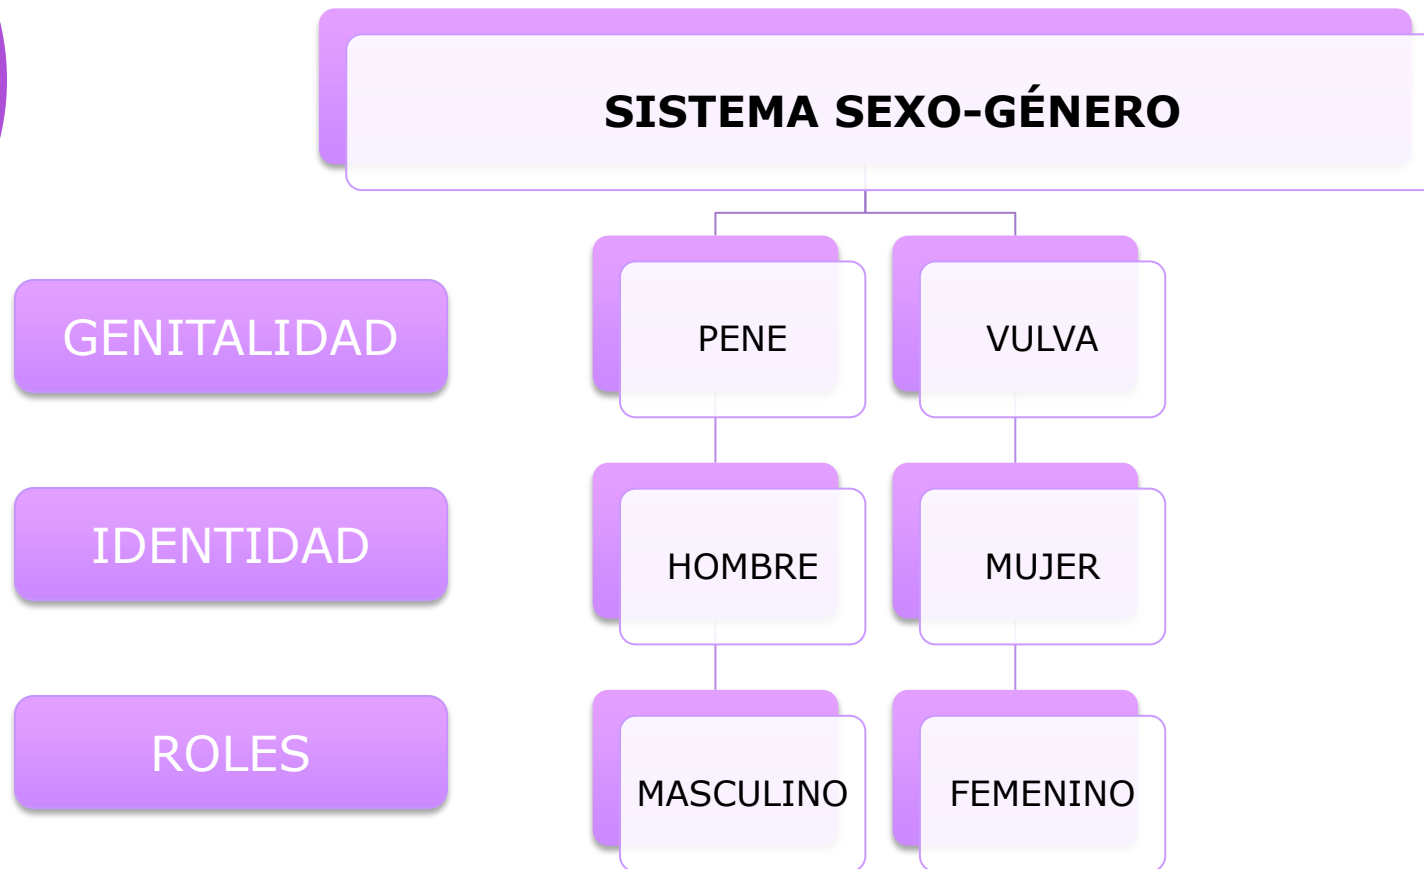 SISTEMA SEXO-GÉNERO
GENITALIDAD
PENE
VULVA
IDENTIDAD
HOMBRE
MUJER
ROLES
MASCULINO
FEMENINO